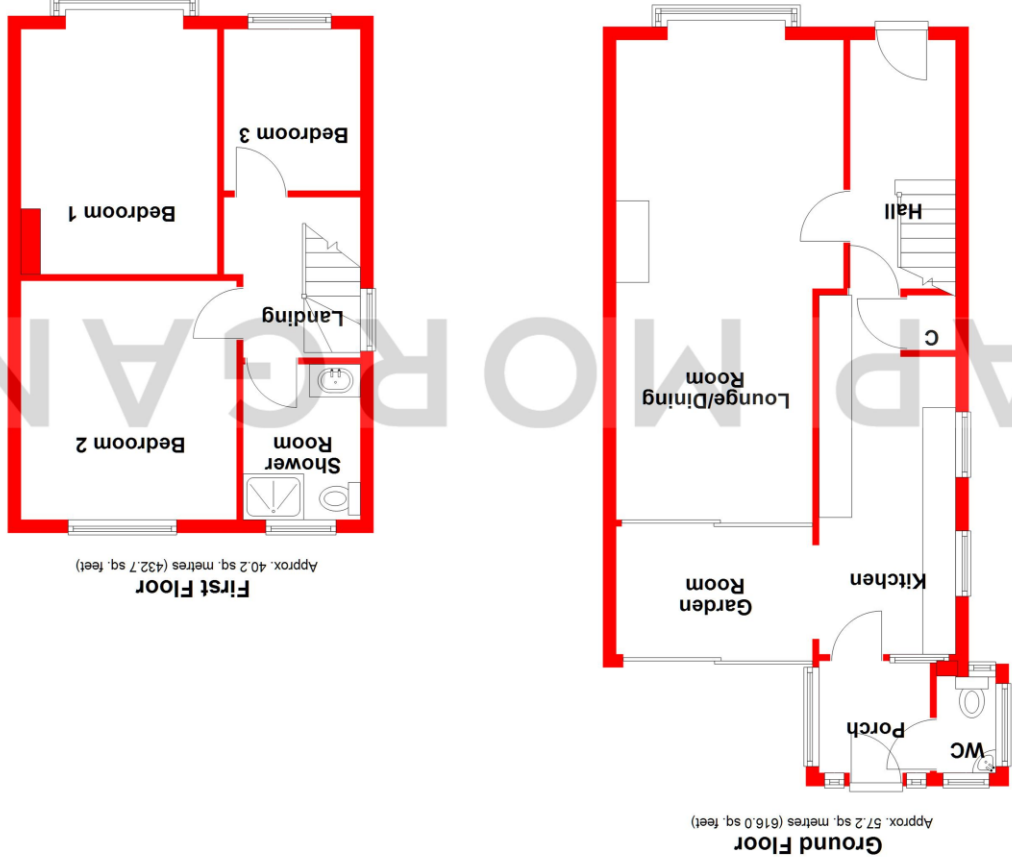 Ground Floor
Approx. 57.2 sq. metres (616.0 sq. feet)
WC
Porch
Kitchen
Garden
Room
Lounge/Dining
Room
C
Hall
First Floor
Approx. 40.2 sq. metres (432.7 sq. feet)
Shower
Room
Bedroom 2
Landing
Bedroom 1
Bedroom 3
AP MORGAN